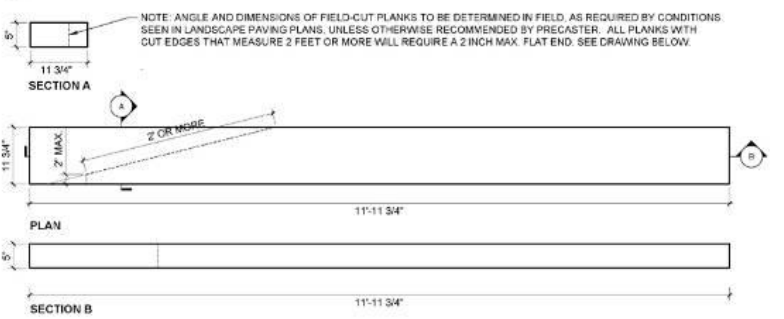 NOTE: ANGLE AND DIMENSIONS OF FIELD-CUT PLANKS TO BE DETERMINED IN FIELD, AS REQUIRED BY CONDITIONS
SEEN IN LANDSCAPE PAVING PLANS, UNLESS OTHERWISE RECOMMENDED BY PRECASTER. ALL PLANKS WITH
CUT EDGES THAT MEASURE 2 FEET OR MORE WILL REQUIRE A 2 INCH MAX. FLAT END. SEE DRAWING BELOW.
5"
11 3/4"
SECTION A
A
2' OR MORE
2" MAX.
11 3/4"
B
11'-11 3/4"
PLAN
5"
11'-11 3/4"
SECTION B